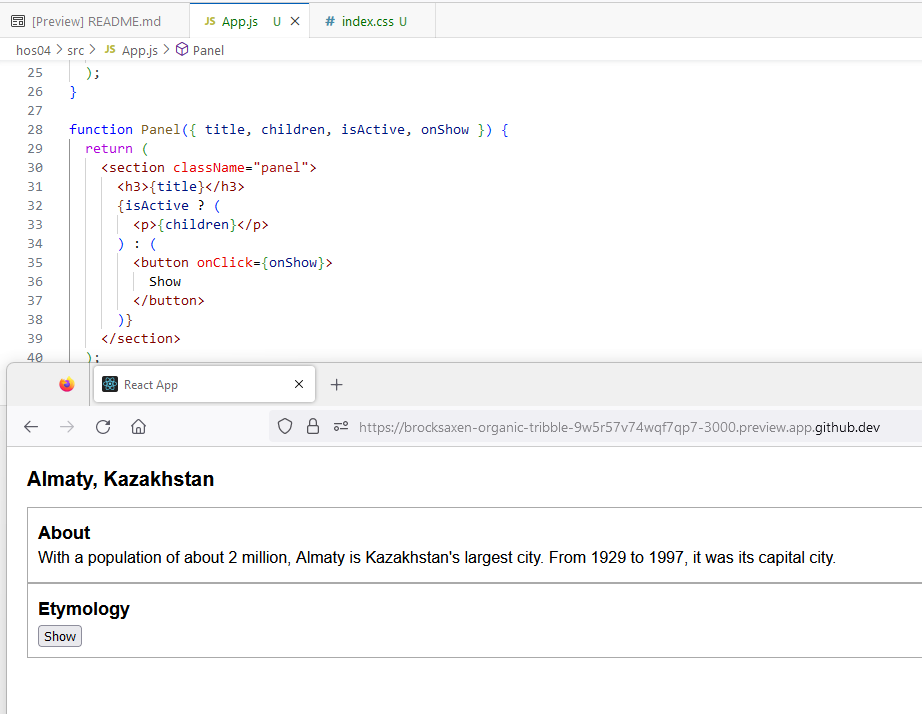 [Preview] README.md
JS App.js U
# index.css U
hos04 > src > JS App.js > Panel
25 );
26 }
27
28 function Panel({ title, children, isActive, onShow }) {
29 return (
30 <section className="panel">
31 <h3>{title}</h3>
32 {isActive ? (
33 <p>{children}</p>
34 ) : (
35 <button onClick={onShow}>
36 Show
37 </button>
38 )}
39 </section>
40 );
React App
https://brocksaxen-organic-tribble-9w5r57v74wqf7qp7-3000.preview.app.github.dev
Almaty, Kazakhstan
About
With a population of about 2 million, Almaty is Kazakhstan's largest city. From 1929 to 1997, it was its capital city.
Etymology
Show